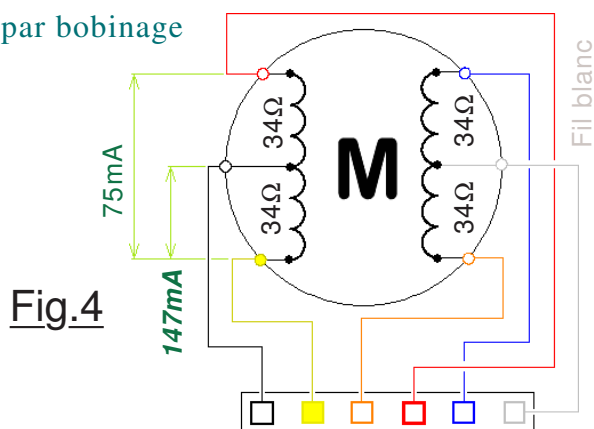 par bobinage
Fil blanc
75mA
147mA
34Ω
34Ω
M
34Ω
34Ω
Fig.4